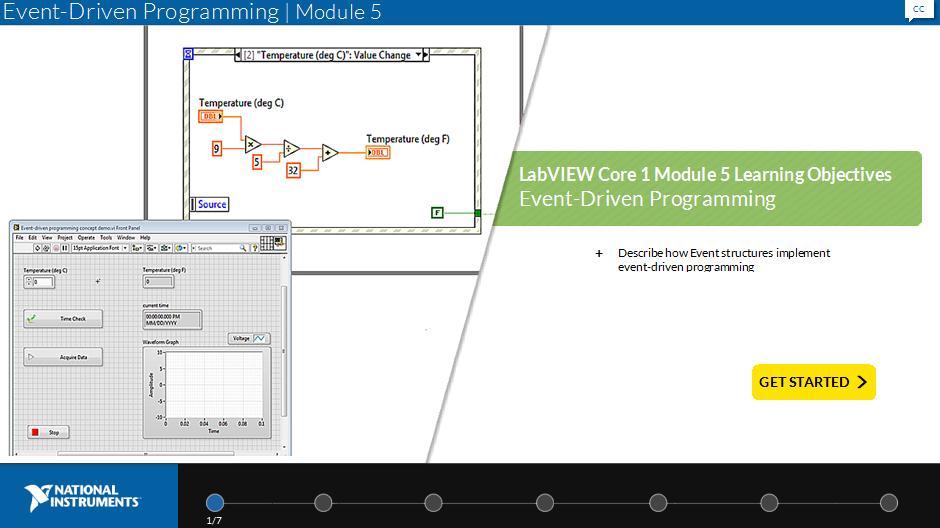 Event-Driven Programming | Module 5
CC
[2] "Temperature (deg C)": Value Change
Temperature (deg C)
DBL
9
5
32
Temperature (deg F)
DBL
Source
F
LabVIEW Core 1 Module 5 Learning Objectives
Event-Driven Programming
+ Describe how Event structures implement
event-driven programming
GET STARTED
Event-driven programming concept demo.vi Front Panel
File Edit View Project Operate Tools Window Help
15pt Application Font
Search
Temperature (deg C)
0
Temperature (deg F)
0
Time Check
current time
00:00:00.000 PM
MM/DD/YYYY
Acquire Data
Waveform Graph
Voltage
10
5
0
-5
-10
Amplitude
0 0.02 0.04 0.06 0.08 0.1
Time
Stop
NATIONAL
INSTRUMENTS
1/7